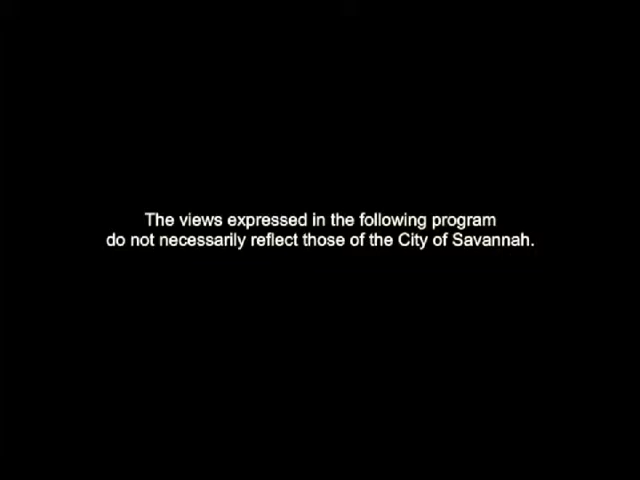 The views expressed in the following program
do not necessarily reflect those of the City of Savannah.